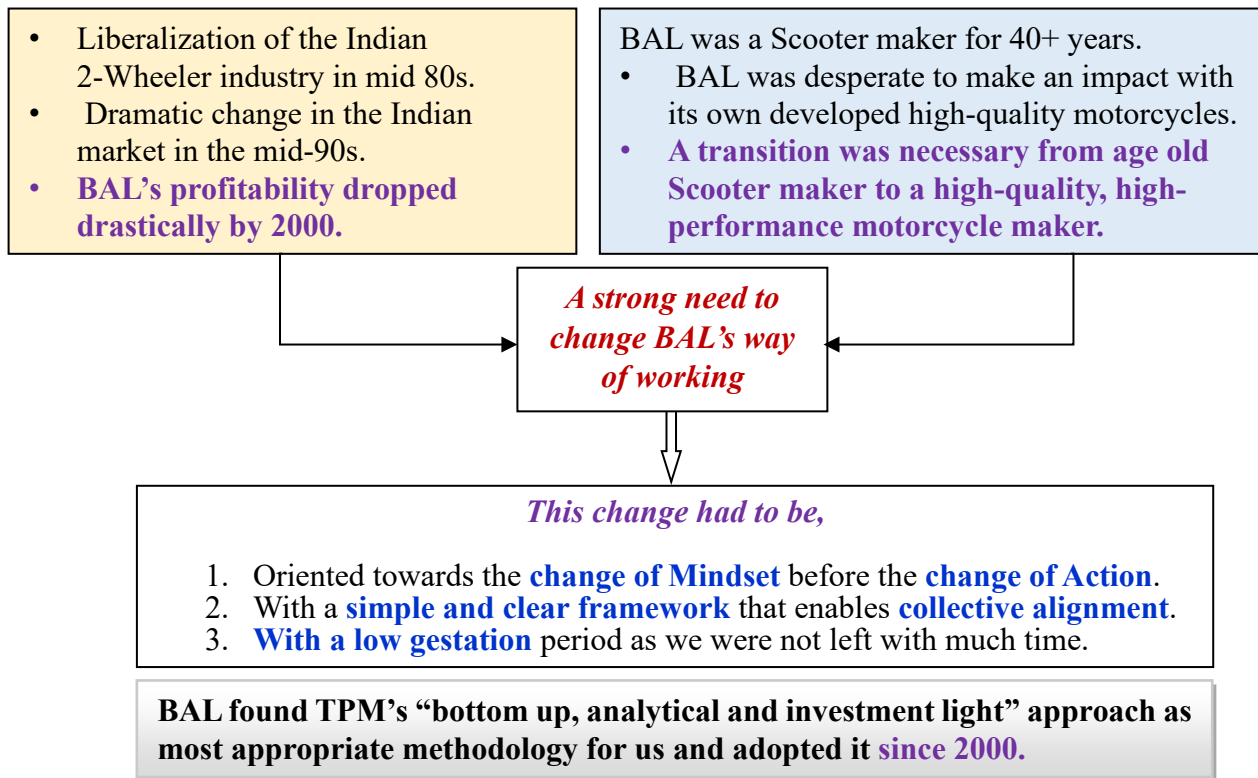 • Liberalization of the Indian
2-Wheeler industry in mid 80s.
• Dramatic change in the Indian
market in the mid-90s.
• BAL’s profitability dropped
drastically by 2000.
BAL was a Scooter maker for 40+ years.
• BAL was desperate to make an impact with
its own developed high-quality motorcycles.
• A transition was necessary from age old
Scooter maker to a high-quality, high-
performance motorcycle maker.
A strong need to
change BAL’s way
of working
This change had to be,
1. Oriented towards the change of Mindset before the change of Action.
2. With a simple and clear framework that enables collective alignment.
3. With a low gestation period as we were not left with much time.
BAL found TPM’s “bottom up, analytical and investment light” approach as
most appropriate methodology for us and adopted it since 2000.